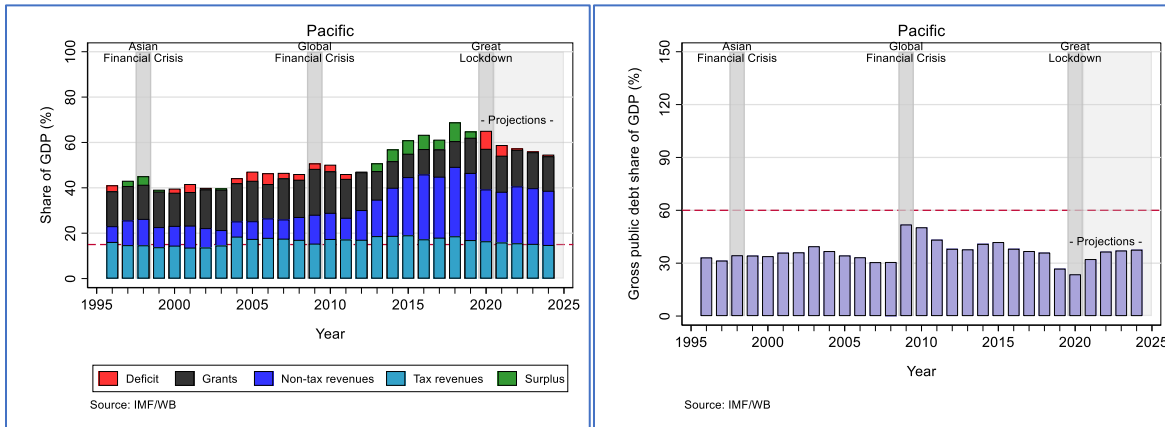 Pacific
Asian
Financial Crisis
Global
Financial Crisis
Great
Lockdown
- Projections -
Share of GDP (%)
100
80
60
40
20
0
1995 2000 2005 2010 2015 2020 2025
Year
Deficit Grants Non-tax revenues Tax revenues Surplus
Source: IMF/WB
Pacific
Asian
Financial Crisis
Global
Financial Crisis
Great
Lockdown
- Projections -
Gross public debt share of GDP (%)
150
120
90
60
30
0
1995 2000 2005 2010 2015 2020 2025
Year
Source: IMF/WB